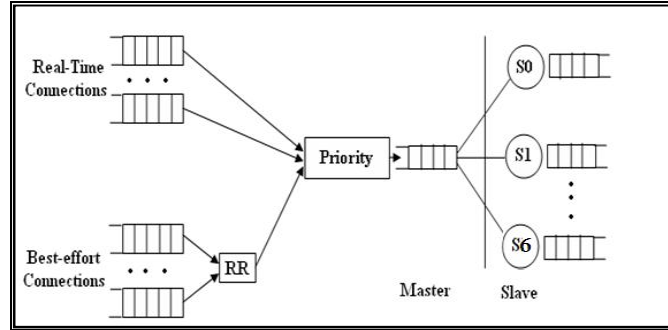 Real-Time
Connections
Best-effort
Connections
RR
Priority
Master
Slave
S0
S1
S6